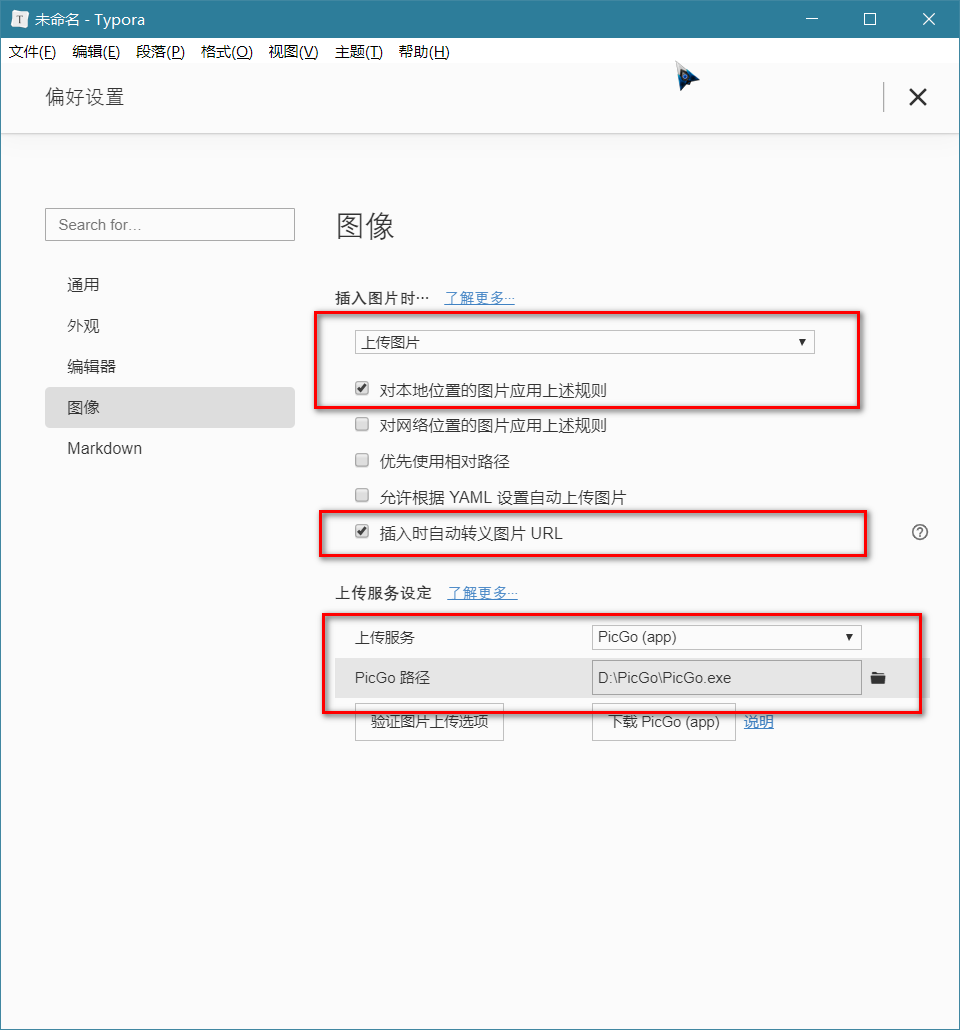 未命名 - Typora
文件(F) 编辑(E) 段落(P) 格式(O) 视图(V) 主题(T) 帮助(H)
偏好设置
Search for…
通用
外观
编辑器
图像
Markdown
图像
插入图片时… 了解更多…
上传图片
对本地位置的图片应用上述规则
对网络位置的图片应用上述规则
优先使用相对路径
允许根据 YAML 设置自动上传图片
插入时自动转义图片 URL
上传服务设定 了解更多…
上传服务 PicGo (app)
PicGo 路径 D:\PicGo\PicGo.exe
验证图片上传选项 下载 PicGo (app) 说明